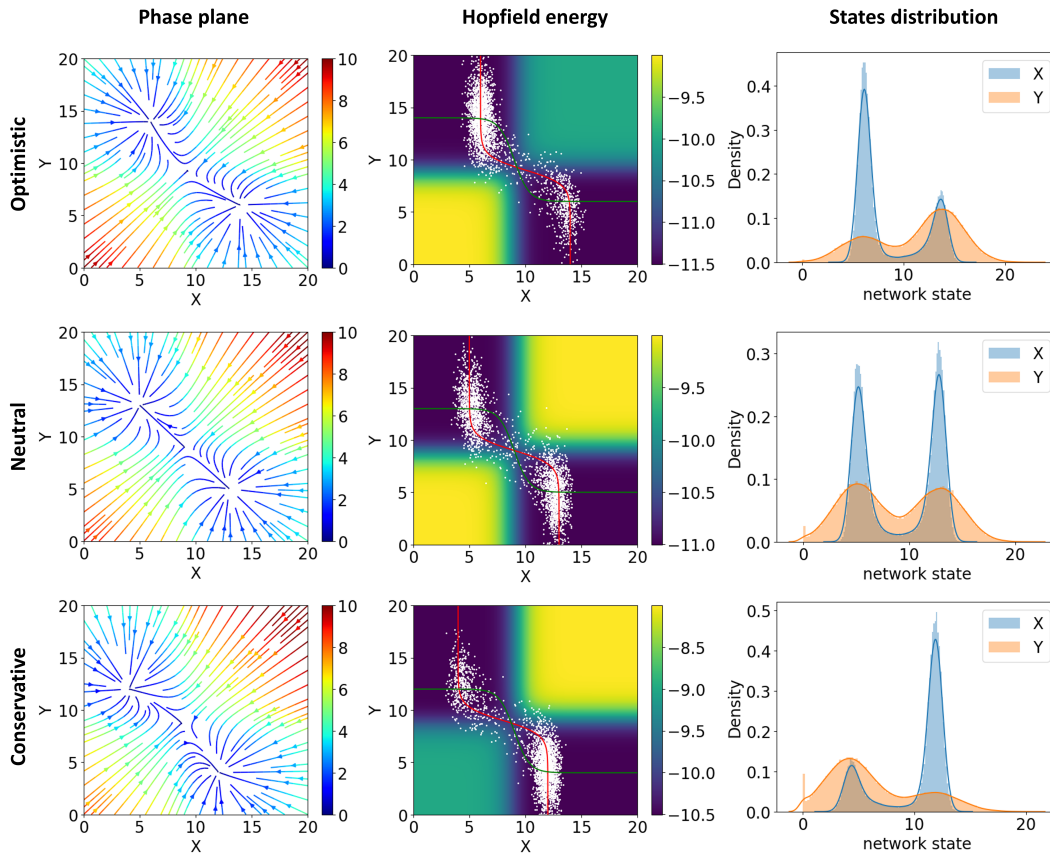 Phase plane
Hopfield energy
States distribution
Optimistic
20
15
10
5
0
0 5 10 15 20
X
Y
10
8
6
4
2
0
20
15
10
5
0
0 5 10 15 20
X
Y
−9.5
−10.0
−10.5
−11.0
−11.5
0.4
0.3
0.2
0.1
0.0
0 10 20
Density
network state
X
Y
Neutral
20
15
10
5
0
0 5 10 15 20
X
Y
10
8
6
4
2
0
20
15
10
5
0
0 5 10 15 20
X
Y
−9.5
−10.0
−10.5
−11.0
0.3
0.2
0.1
0.0
0 10 20
Density
network state
X
Y
Conservative
20
15
10
5
0
0 5 10 15 20
X
Y
10
8
6
4
2
0
20
15
10
5
0
0 5 10 15 20
X
Y
−8.5
−9.0
−9.5
−10.0
−10.5
0.5
0.4
0.3
0.2
0.1
0.0
0 10 20
Density
network state
X
Y